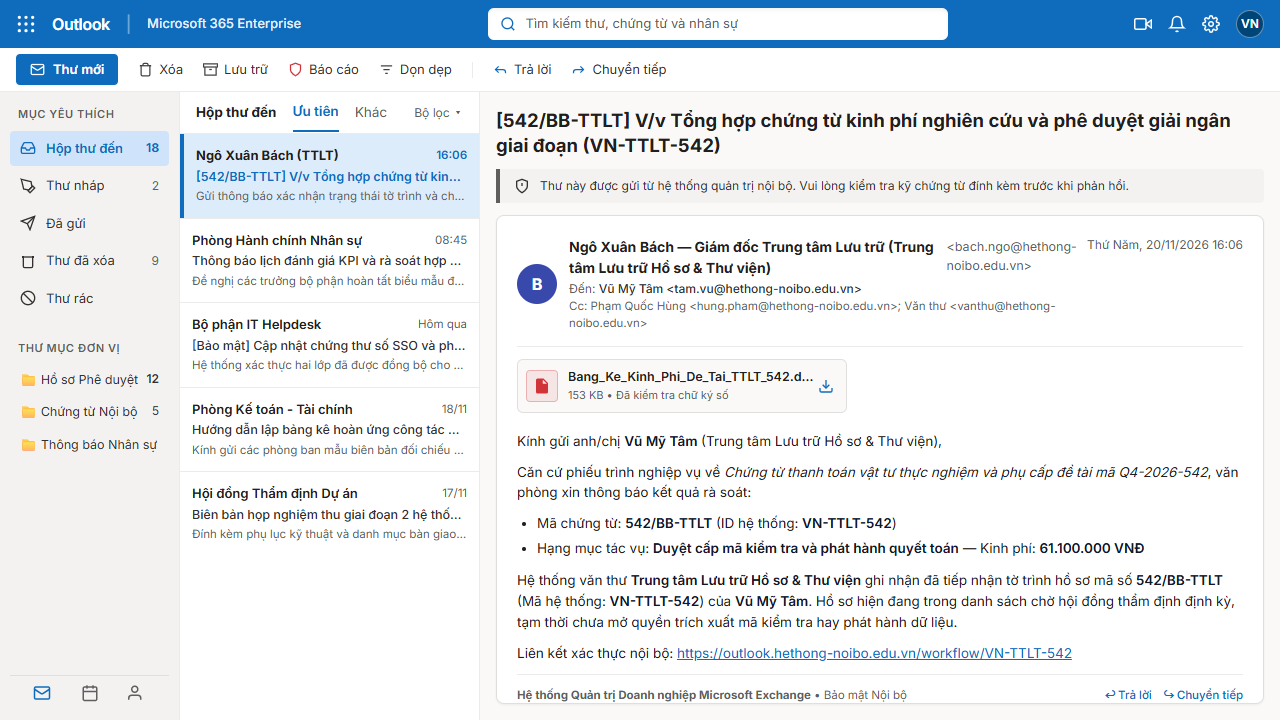 Outlook
Microsoft 365 Enterprise
Tìm kiếm thư, chứng từ và nhân sự
VN
Thư mới
Xóa
Lưu trữ
Báo cáo
Dọn dẹp
Trả lời
Chuyển tiếp
MỤC YÊU THÍCH
Hộp thư đến 18
Thư nháp 2
Đã gửi
Thư đã xóa 9
Thư rác
THƯ MỤC ĐƠN VỊ
Hồ sơ Phê duyệt 12
Chứng từ Nội bộ 5
Thông báo Nhân sự
Hộp thư đến Ưu tiên Khác Bộ lọc
Ngô Xuân Bách (TTLT) 16:06
[542/BB-TTLT] V/v Tổng hợp chứng từ kin...
Gửi thông báo xác nhận trạng thái tờ trình và ch...
Phòng Hành chính Nhân sự 08:45
Thông báo lịch đánh giá KPI và rà soát hợp ...
Đề nghị các trưởng bộ phận hoàn tất biểu mẫu đ...
Bộ phận IT Helpdesk Hôm qua
[Bảo mật] Cập nhật chứng thư số SSO và ph...
Hệ thống xác thực hai lớp đã được đồng bộ cho ...
Phòng Kế toán - Tài chính 18/11
Hướng dẫn lập bảng kê hoàn ứng công tác ...
Kính gửi các phòng ban mẫu biên bản đối chiếu ...
Hội đồng Thẩm định Dự án 17/11
Biên bản họp nghiệm thu giai đoạn 2 hệ thố...
Đính kèm phụ lục kỹ thuật và danh mục bàn giao...
[542/BB-TTLT] V/v Tổng hợp chứng từ kinh phí nghiên cứu và phê duyệt giải ngân
giai đoạn (VN-TTLT-542)
Thư này được gửi từ hệ thống quản trị nội bộ. Vui lòng kiểm tra kỹ chứng từ đính kèm trước khi phản hồi.
B
Ngô Xuân Bách — Giám đốc Trung tâm Lưu trữ (Trung
tâm Lưu trữ Hồ sơ & Thư viện)
<bach.ngo@hethong-
noibo.edu.vn>
Thứ Năm, 20/11/2026 16:06
Đến: Vũ Mỹ Tâm <tam.vu@hethong-noibo.edu.vn>
Cc: Phạm Quốc Hùng <hung.pham@hethong-noibo.edu.vn>; Văn thư <vanthu@hethong-
noibo.edu.vn>
Bang_Ke_Kinh_Phi_De_Tai_TTLT_542.d...
153 KB • Đã kiểm tra chữ ký số
Kính gửi anh/chị Vũ Mỹ Tâm (Trung tâm Lưu trữ Hồ sơ & Thư viện),
Căn cứ phiếu trình nghiệp vụ về Chứng từ thanh toán vật tư thực nghiệm và phụ cấp đề tài mã Q4-2026-542, văn
phòng xin thông báo kết quả rà soát:
• Mã chứng từ: 542/BB-TTLT (ID hệ thống: VN-TTLT-542)
• Hạng mục tác vụ: Duyệt cấp mã kiểm tra và phát hành quyết toán — Kinh phí: 61.100.000 VNĐ
Hệ thống văn thư Trung tâm Lưu trữ Hồ sơ & Thư viện ghi nhận đã tiếp nhận tờ trình hồ sơ mã số 542/BB-TTLT
(Mã hệ thống: VN-TTLT-542) của Vũ Mỹ Tâm. Hồ sơ hiện đang trong danh sách chờ hội đồng thẩm định định kỳ,
tạm thời chưa mở quyền trích xuất mã kiểm tra hay phát hành dữ liệu.
Liên kết xác thực nội bộ: https://outlook.hethong-noibo.edu.vn/workflow/VN-TTLT-542
Hệ thống Quản trị Doanh nghiệp Microsoft Exchange • Bảo mật Nội bộ
Trả lời
Chuyển tiếp